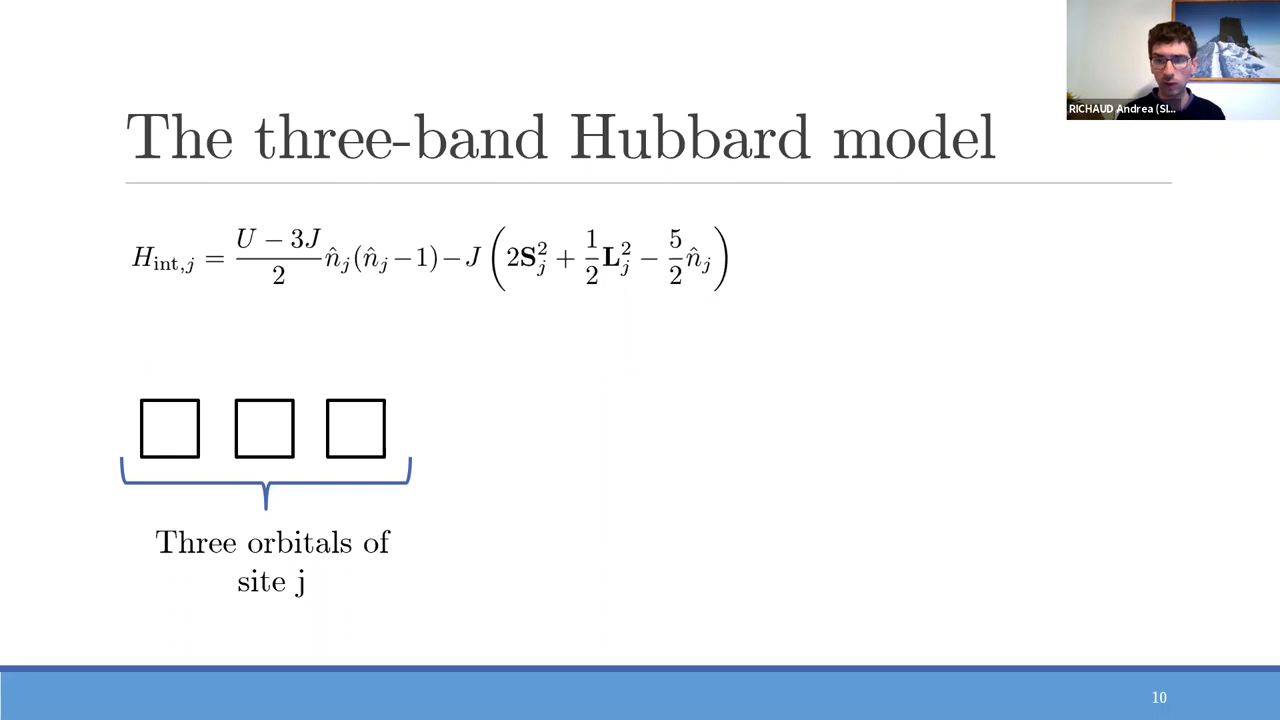 RICHAUD Andrea (SI...
The three-band Hubbard model
H_{int,j} = \frac{U - 3J}{2} \hat{n}_j(\hat{n}_j - 1) - J \left( 2\mathbf{S}_j^2 + \frac{1}{2}\mathbf{L}_j^2 - \frac{5}{2}\hat{n}_j \right)
Three orbitals of
site j
10